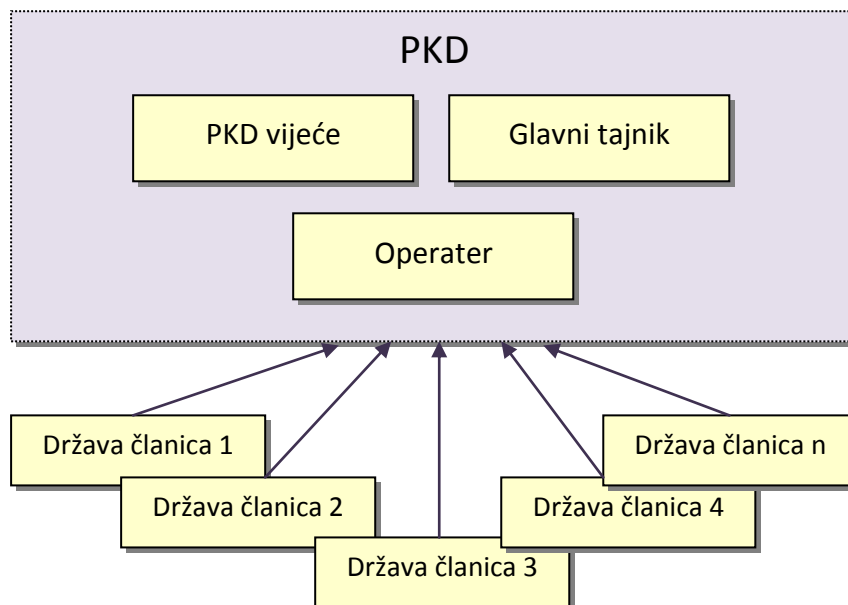 PKD
PKD vijeće
Glavni tajnik
Operater
Država članica 1
Država članica n
Država članica 2
Država članica 4
Država članica 3